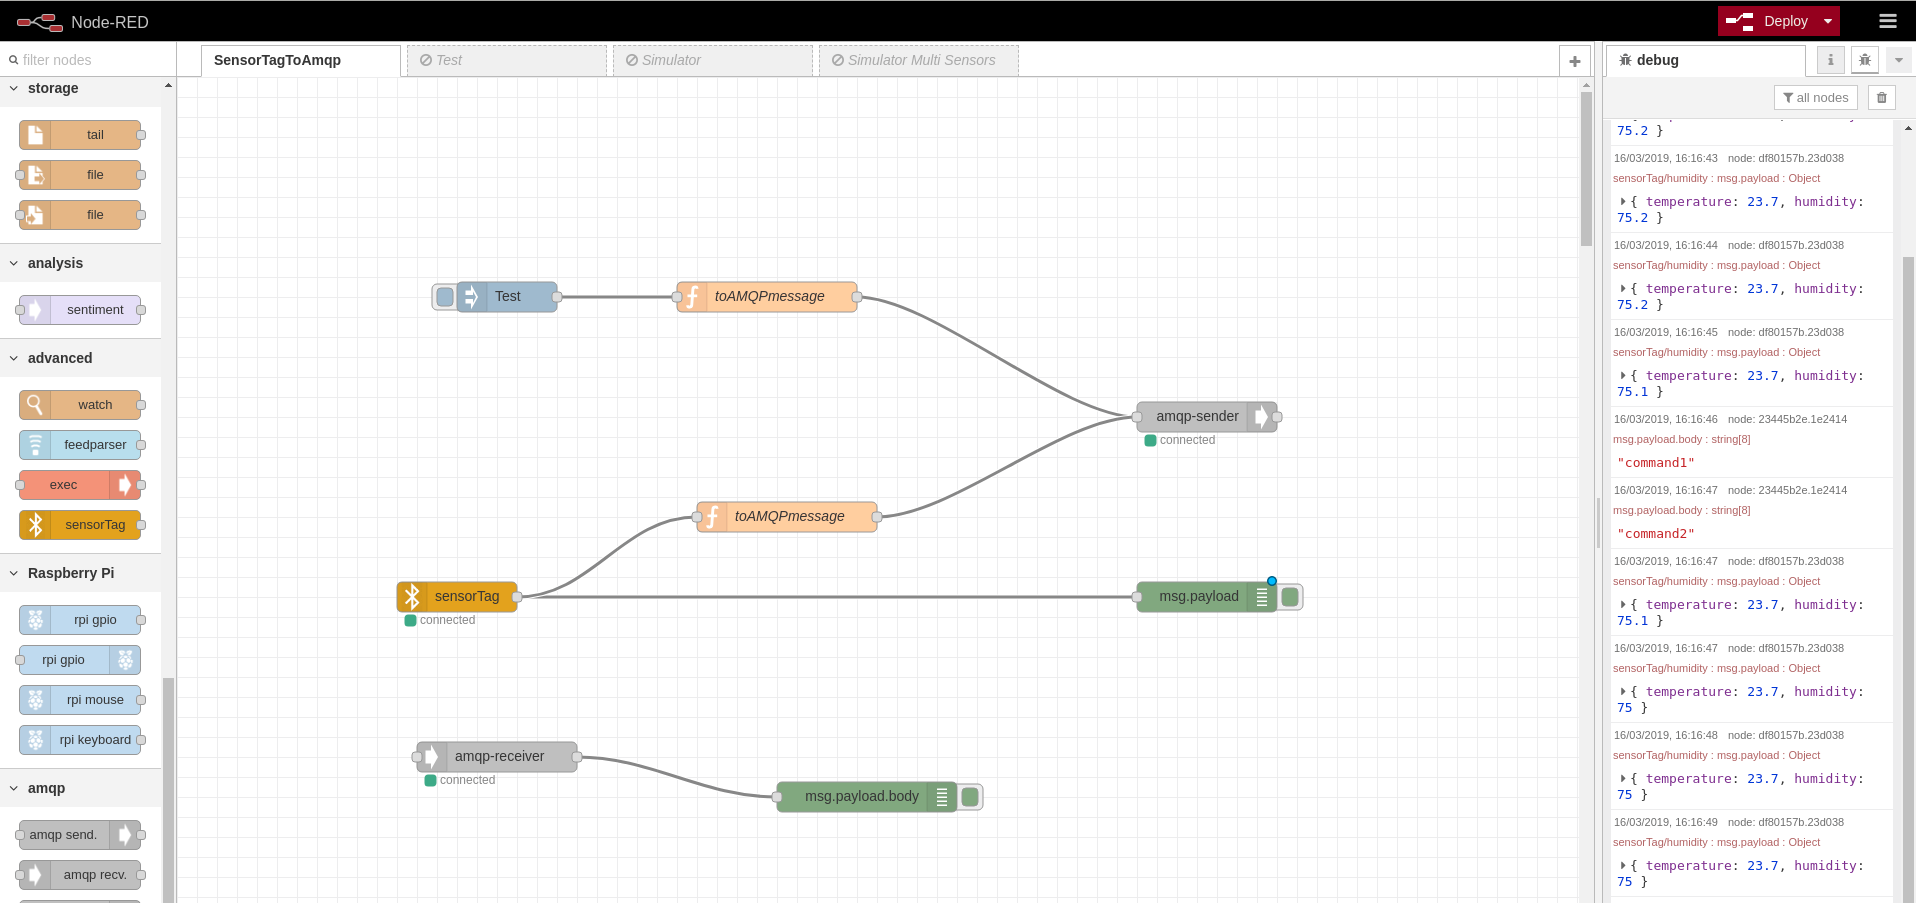 Node-RED
Deploy
filter nodes
storage
tail
file
file
analysis
sentiment
advanced
watch
feedparser
exec
sensorTag
Raspberry Pi
rpi gpio
rpi gpio
rpi mouse
rpi keyboard
amqp
amqp send.
amqp recv.
SensorTagToAmqp
Test
Simulator
Simulator Multi Sensors
Test
toAMQPmessage
amqp-sender
connected
toAMQPmessage
sensorTag
connected
msg.payload
amqp-receiver
connected
msg.payload.body
debug
all nodes
75.2 }
16/03/2019, 16:16:43 node: df80157b.23d038
sensorTag/humidity : msg.payload : Object
{ temperature: 23.7, humidity:
75.2 }
16/03/2019, 16:16:44 node: df80157b.23d038
sensorTag/humidity : msg.payload : Object
{ temperature: 23.7, humidity:
75.2 }
16/03/2019, 16:16:45 node: df80157b.23d038
sensorTag/humidity : msg.payload : Object
{ temperature: 23.7, humidity:
75.1 }
16/03/2019, 16:16:46 node: 23445b2e.1e2414
msg.payload.body : string[8]
"command1"
16/03/2019, 16:16:47 node: 23445b2e.1e2414
msg.payload.body : string[8]
"command2"
16/03/2019, 16:16:47 node: df80157b.23d038
sensorTag/humidity : msg.payload : Object
{ temperature: 23.7, humidity:
75.1 }
16/03/2019, 16:16:47 node: df80157b.23d038
sensorTag/humidity : msg.payload : Object
{ temperature: 23.7, humidity:
75 }
16/03/2019, 16:16:48 node: df80157b.23d038
sensorTag/humidity : msg.payload : Object
{ temperature: 23.7, humidity:
75 }
16/03/2019, 16:16:49 node: df80157b.23d038
sensorTag/humidity : msg.payload : Object
{ temperature: 23.7, humidity:
75 }